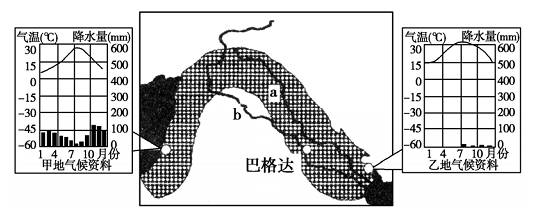 气温(℃) 降水量(mm)
30 600
15 500
0 400
-15 300
-30 200
-45 100
-60 0
1 4 7 10 月份
甲地气候资料
a
b
巴格达
气温(℃) 降水量(mm)
30 600
15 500
0 400
-15 300
-30 200
-45 100
-60 0
1 4 7 10 月份
乙地气候资料